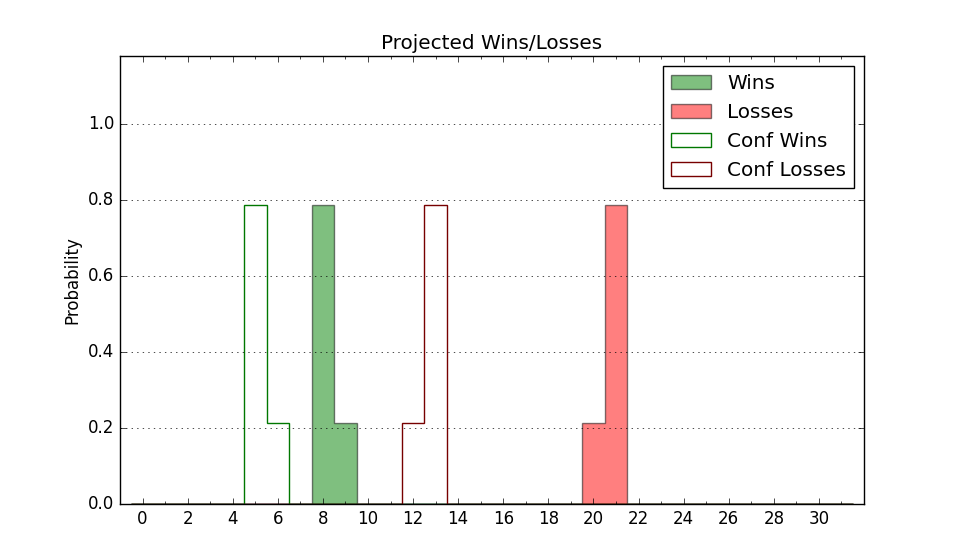 Projected Wins/Losses
Wins
Losses
Conf Wins
Conf Losses
Probability
1.0
0.8
0.6
0.4
0.2
0.0
0 2 4 6 8 10 12 14 16 18 20 22 24 26 28 30